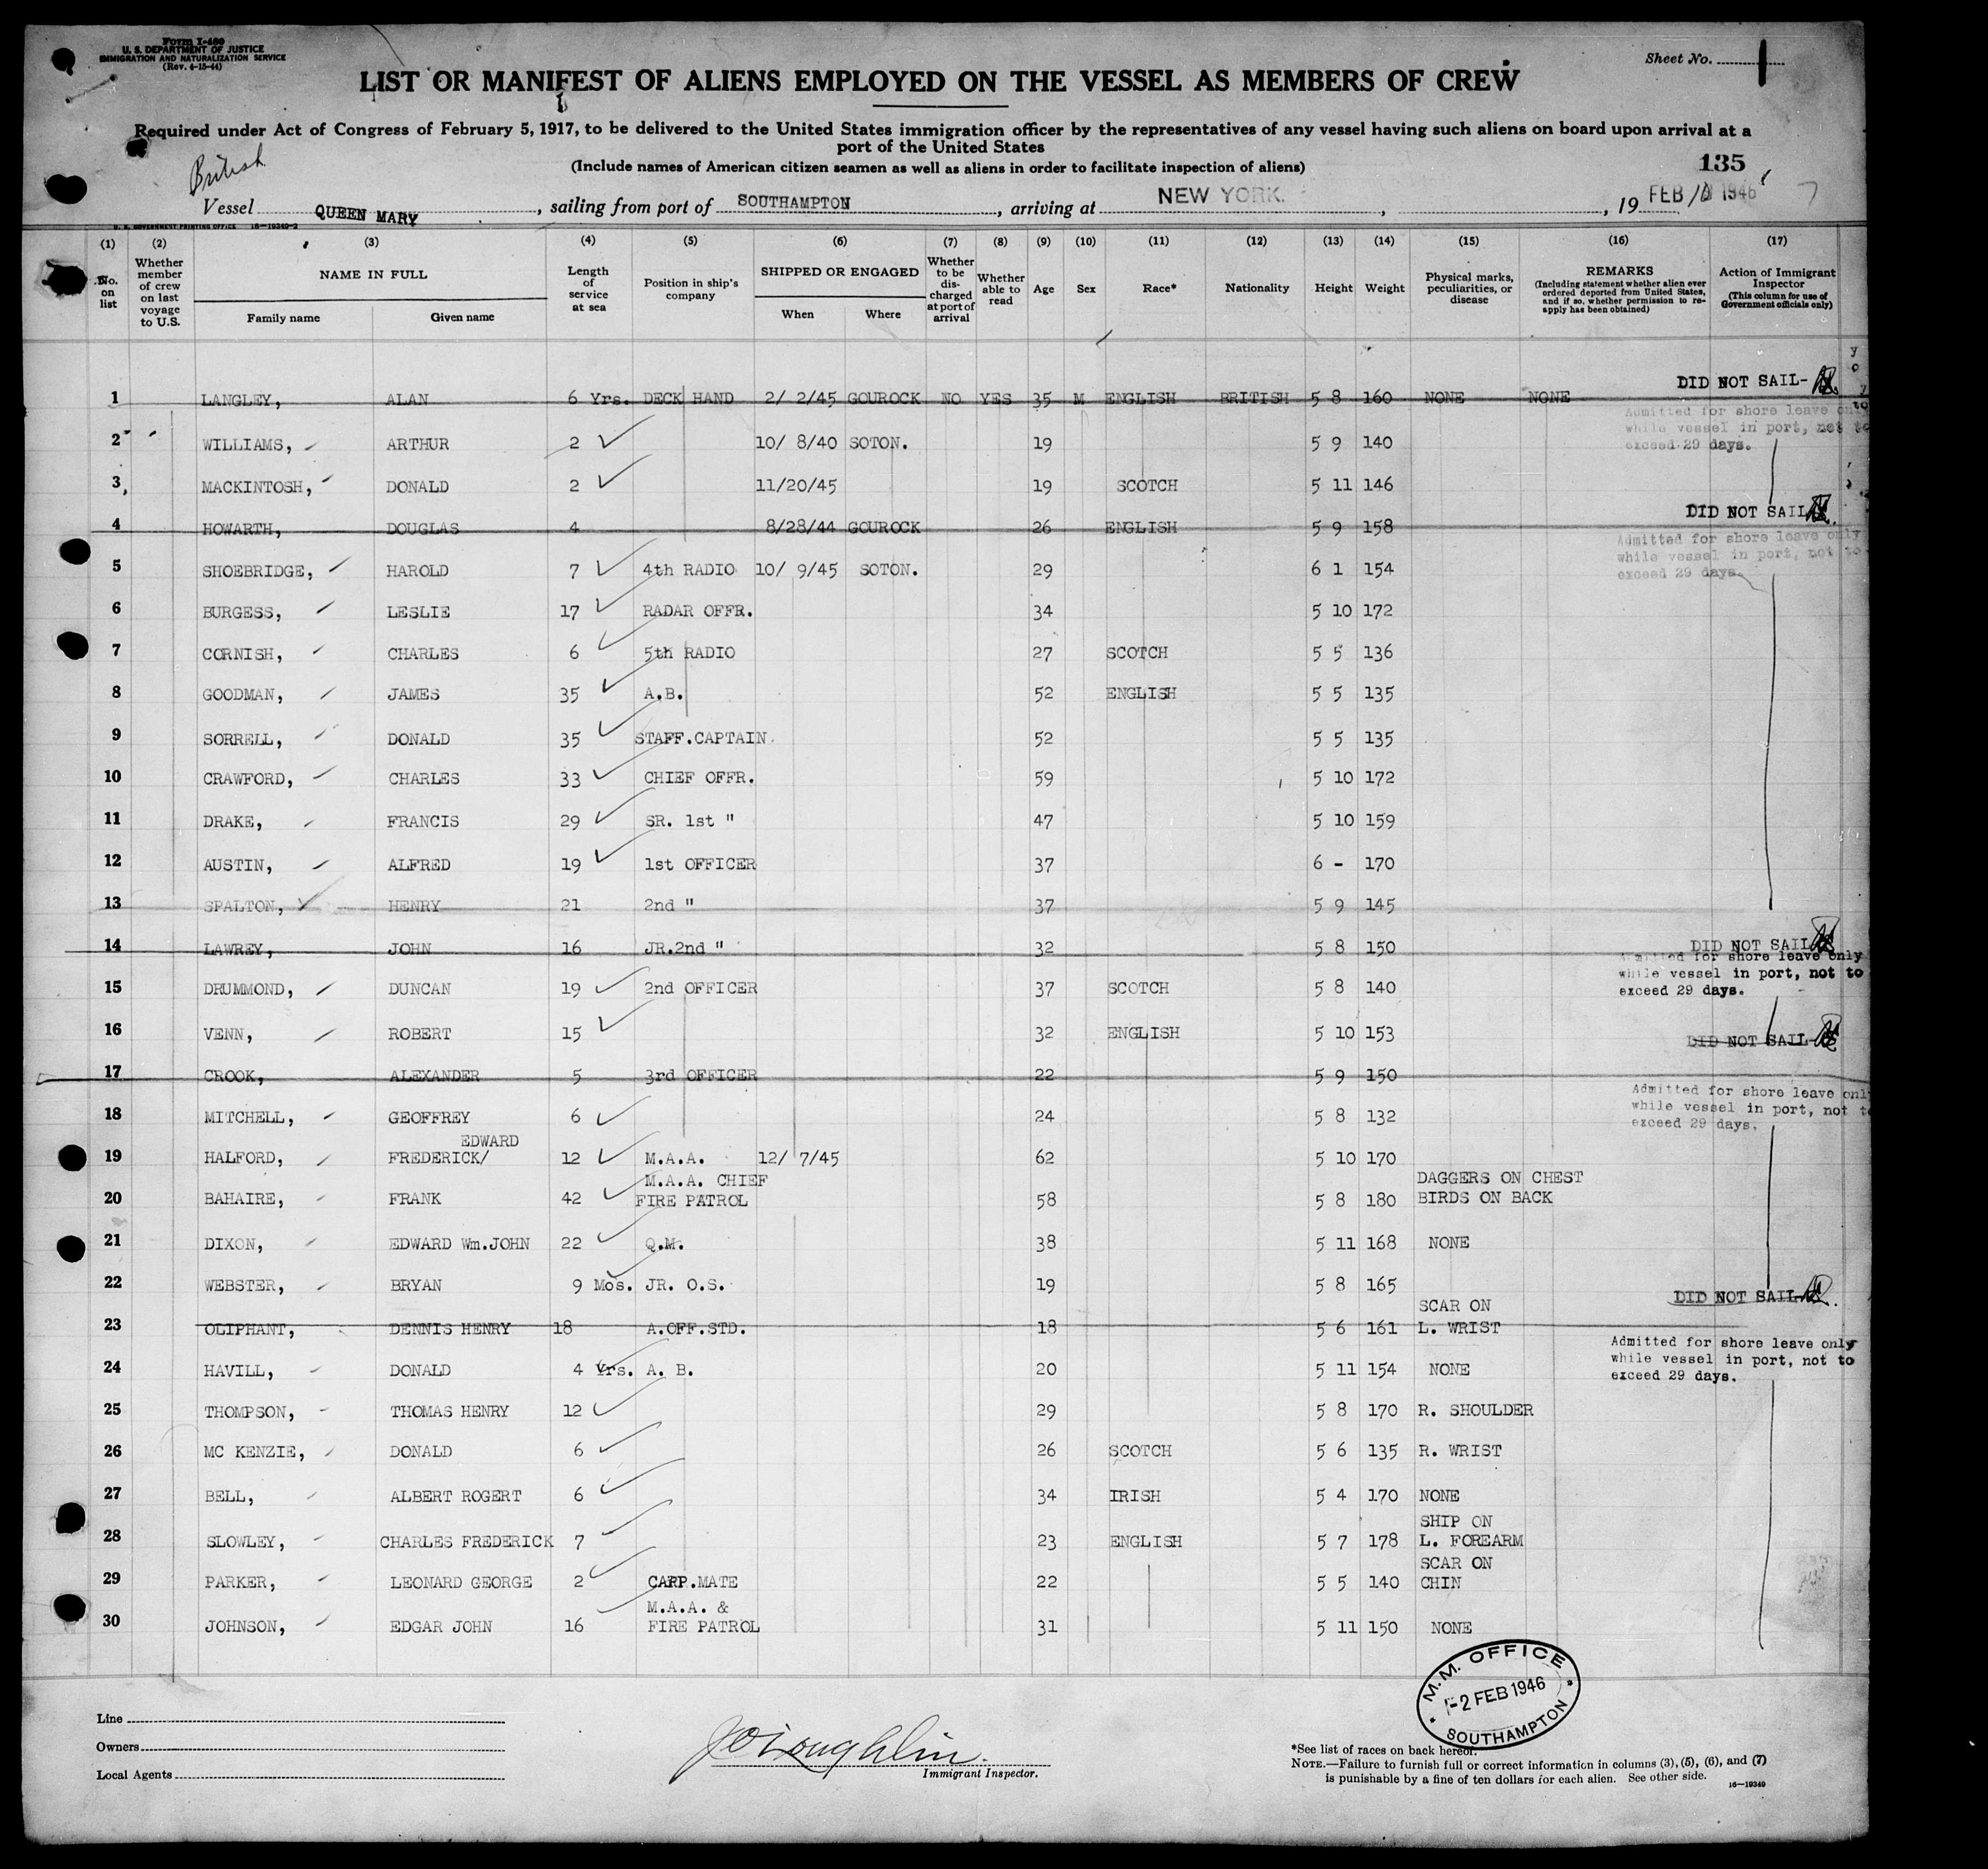 Form I-480
U. S. DEPARTMENT OF JUSTICE
IMMIGRATION AND NATURALIZATION SERVICE
(Rev. 4-15-44)
Sheet No. 1
LIST OR MANIFEST OF ALIENS EMPLOYED ON THE VESSEL AS MEMBERS OF CREW
Required under Act of Congress of February 5, 1917, to be delivered to the United States immigration officer by the representatives of any vessel having such aliens on board upon arrival at a
port of the United States
(Include names of American citizen seamen as well as aliens in order to facilitate inspection of aliens)
135
British
Vessel QUEEN MARY, sailing from port of SOUTHAMPTON, arriving at NEW YORK., 19 FEB 10 1946
U. S. GOVERNMENT PRINTING OFFICE 16-19349-2
(1) (2) (3) (4) (5) (6) (7) (8) (9) (10) (11) (12) (13) (14) (15) (16) (17)
No. on list
Whether member of crew on last voyage to U.S.
NAME IN FULL
Family name
Given name
Length of service at sea
Position in ship's company
SHIPPED OR ENGAGED
When
Where
Whether to be discharged at port of arrival
Whether able to read
Age
Sex
Race*
Nationality
Height
Weight
Physical marks, peculiarities, or disease
REMARKS
(Including statement whether alien ever ordered deported from United States, and if so, whether permission to reapply has been obtained)
Action of Immigrant Inspector
(This column for use of Government officials only)
DID NOT SAIL-
1 LANGLEY, ALAN 6 Yrs. DECK HAND 2/ 2/45 GOUROCK NO YES 35 M ENGLISH BRITISH 5 8 160 NONE NONE
Admitted for shore leave only
while vessel in port, not to
exceed 29 days.
2 WILLIAMS, ARTHUR 2 10/ 8/40 SOTON. 19 5 9 140
3 MACKINTOSH, DONALD 2 11/20/45 19 SCOTCH 5 11 146
DID NOT SAIL
4 HOWARTH, DOUGLAS 4 8/28/44 GOUROCK 26 ENGLISH 5 9 158
Admitted for shore leave only
while vessel in port, not to
exceed 29 days.
5 SHOEBRIDGE, HAROLD 7 4th RADIO 10/ 9/45 SOTON. 29 6 1 154
6 BURGESS, LESLIE 17 RADAR OFFR. 34 5 10 172
7 CORNISH, CHARLES 6 5th RADIO 27 SCOTCH 5 5 136
8 GOODMAN, JAMES 35 A.B. 52 ENGLISH 5 5 135
9 SORRELL, DONALD 35 STAFF.CAPTAIN. 52 5 5 135
10 CRAWFORD, CHARLES 33 CHIEF OFFR. 59 5 10 172
11 DRAKE, FRANCIS 29 SR. 1st " 47 5 10 159
12 AUSTIN, ALFRED 19 1st OFFICER 37 6 - 170
13 SPALTON, HENRY 21 2nd " 37 5 9 145
14 LAWREY, JOHN 16 JR.2nd " 32 5 8 150 DID NOT SAIL
Admitted for shore leave only
while vessel in port, not to
exceed 29 days.
15 DRUMMOND, DUNCAN 19 2nd OFFICER 37 SCOTCH 5 8 140
16 VENN, ROBERT 15 32 ENGLISH 5 10 153
DID NOT SAIL-
17 CROOK, ALEXANDER 5 3rd OFFICER 22 5 9 150
Admitted for shore leave only
while vessel in port, not to
exceed 29 days.
18 MITCHELL, GEOFFREY 6 24 5 8 132
EDWARD
19 HALFORD, FREDERICK/ 12 M.A.A. 12/ 7/45 62 5 10 170
M.A.A. CHIEF DAGGERS ON CHEST
20 BAHAIRE, FRANK 42 FIRE PATROL 58 5 8 180 BIRDS ON BACK
21 DIXON, EDWARD Wm.JOHN 22 Q.M. 38 5 11 168 NONE
22 WEBSTER, BRYAN 9 Mos. JR. O.S. 19 5 8 165
DID NOT SAIL-
SCAR ON
23 OLIPHANT, DENNIS HENRY 18 A.OFF.STD. 18 5 6 161 L. WRIST
Admitted for shore leave only
while vessel in port, not to
exceed 29 days.
24 HAVILL, DONALD 4 Yrs. A. B. 20 5 11 154 NONE
25 THOMPSON, THOMAS HENRY 12 29 5 8 170 R. SHOULDER
26 MC KENZIE, DONALD 6 26 SCOTCH 5 6 135 R. WRIST
27 BELL, ALBERT ROGERT 6 34 IRISH 5 4 170 NONE
SHIP ON
28 SLOWLEY, CHARLES FREDERICK 7 23 ENGLISH 5 7 178 L. FOREARM
SCAR ON
29 PARKER, LEONARD GEORGE 2 CARP.MATE 22 5 5 140 CHIN
M.A.A. &
30 JOHNSON, EDGAR JOHN 16 FIRE PATROL 31 5 11 150 NONE
M.M. OFFICE
-2 FEB 1946
SOUTHAMPTON
Line
Owners
Local Agents
Immigrant Inspector.
*See list of races on back hereof.
NOTE.—Failure to furnish full or correct information in columns (3), (5), (6), and (7)
is punishable by a fine of ten dollars for each alien. See other side.
16-19349